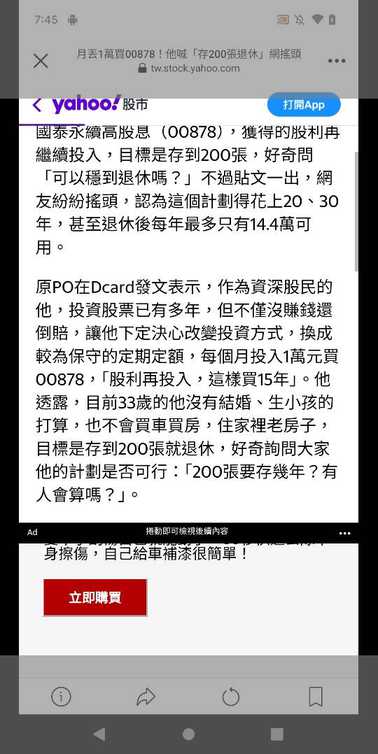 7:45
月丟1萬買00878！他喊「存200張退休」網搖頭
tw.stock.yahoo.com
yahoo! 股市
打開App
國泰永續高股息（00878），獲得的股利再
繼續投入，目標是存到200張，好奇問
「可以穩到退休嗎？」不過貼文一出，網
友紛紛搖頭，認為這個計劃得花上20、30
年，甚至退休後每年最多只有14.4萬可
用。
原PO在Dcard發文表示，作為資深股民的
他，投資股票已有多年，但不僅沒賺錢還
倒賠，讓他下定決心改變投資方式，換成
較為保守的定期定額，每個月投入1萬元買
00878，「股利再投入，這樣買15年」。他
透露，目前33歲的他沒有結婚、生小孩的
打算，也不會買車買房，住家裡老房子，
目標是存到200張就退休，好奇詢問大家
他的計劃是否可行：「200張要存幾年？有
人會算嗎？」。
Ad
捲動即可檢視後續內容
身擦傷，自己給車補漆很簡單！
立即購買